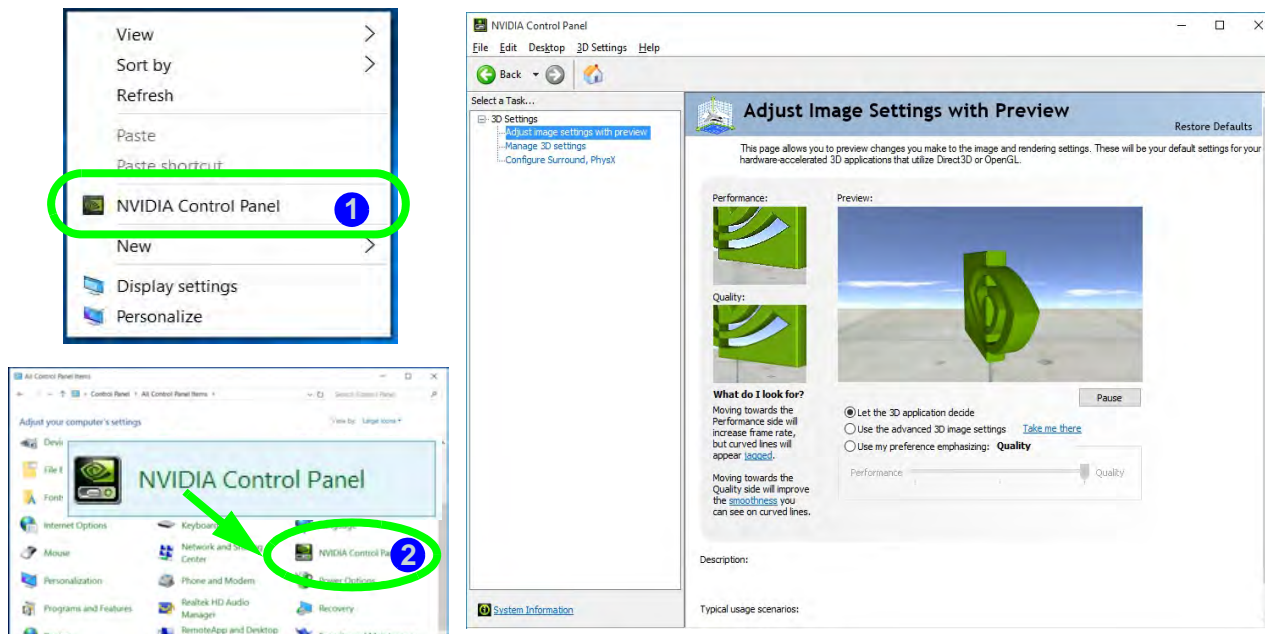 View
Sort by
Refresh
Paste
Paste shortcut
NVIDIA Control Panel
1
New
Display settings
Personalize
All Control Panel Items
Control Panel
All Control Panel Items
Search Control Panel
Adjust your computer's settings
View by: Large icons
Devi
File E
Font
NVIDIA Control Panel
Internet Options
Keyboard
Mouse
Network and Sharing
Center
NVIDIA Control Pa
2
Personalization
Phone and Modem
Power Options
Programs and Features
Realtek HD Audio
Manager
Recovery
RemoteApp and Desktop
NVIDIA Control Panel
File Edit Desktop 3D Settings Help
Back
Select a Task...
3D Settings
Adjust image settings with preview
Manage 3D settings
Configure Surround, PhysX
System Information
Adjust Image Settings with Preview
Restore Defaults
This page allows you to preview changes you make to the image and rendering settings. These will be your default settings for your
hardware-accelerated 3D applications that utilize Direct3D or OpenGL.
Performance:
Preview:
Quality:
What do I look for?
Moving towards the
Performance side will
increase frame rate,
but curved lines will
appear jagged.
Moving towards the
Quality side will improve
the smoothness you
can see on curved lines.
Pause
Let the 3D application decide
Use the advanced 3D image settings Take me there
Use my preference emphasizing: Quality
Performance
Quality
Description:
Typical usage scenarios: